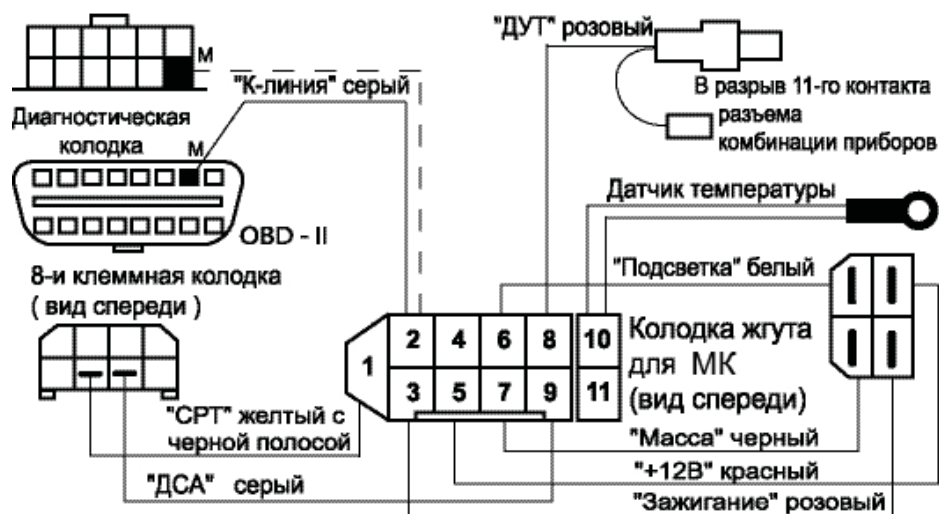 "ДУТ" розовый
М
"К-линия" серый
В разрыв 11-го контакта
разъема
комбинации приборов
Диагностическая
колодка
М
Датчик температуры
OBD - II
8-и клеммная колодка
( вид спереди )
"Подсветка" белый
1
2
4
6
8
10
3
5
7
9
11
Колодка жгута
для МК
(вид спереди)
"СРТ" желтый с
черной полосой
"Масса" черный
"ДСА" серый
"+12В" красный
"Зажигание" розовый